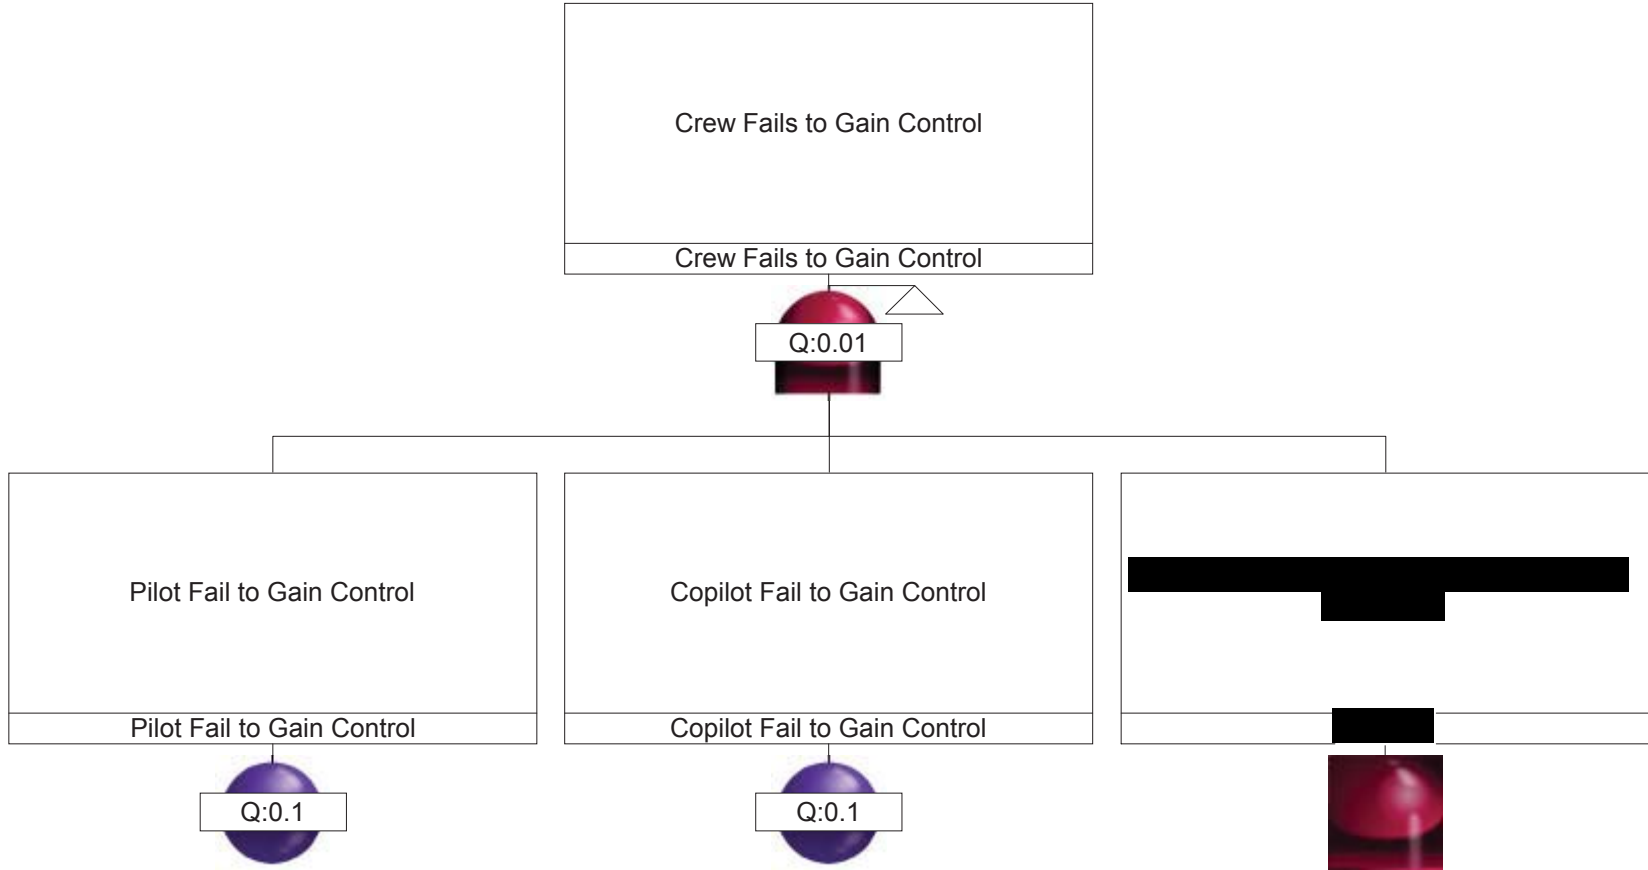 Crew Fails to Gain Control
Crew Fails to Gain Control
Q:0.01
Pilot Fail to Gain Control
Copilot Fail to Gain Control
Pilot Fail to Gain Control
Copilot Fail to Gain Control
Q:0.1
Q:0.1